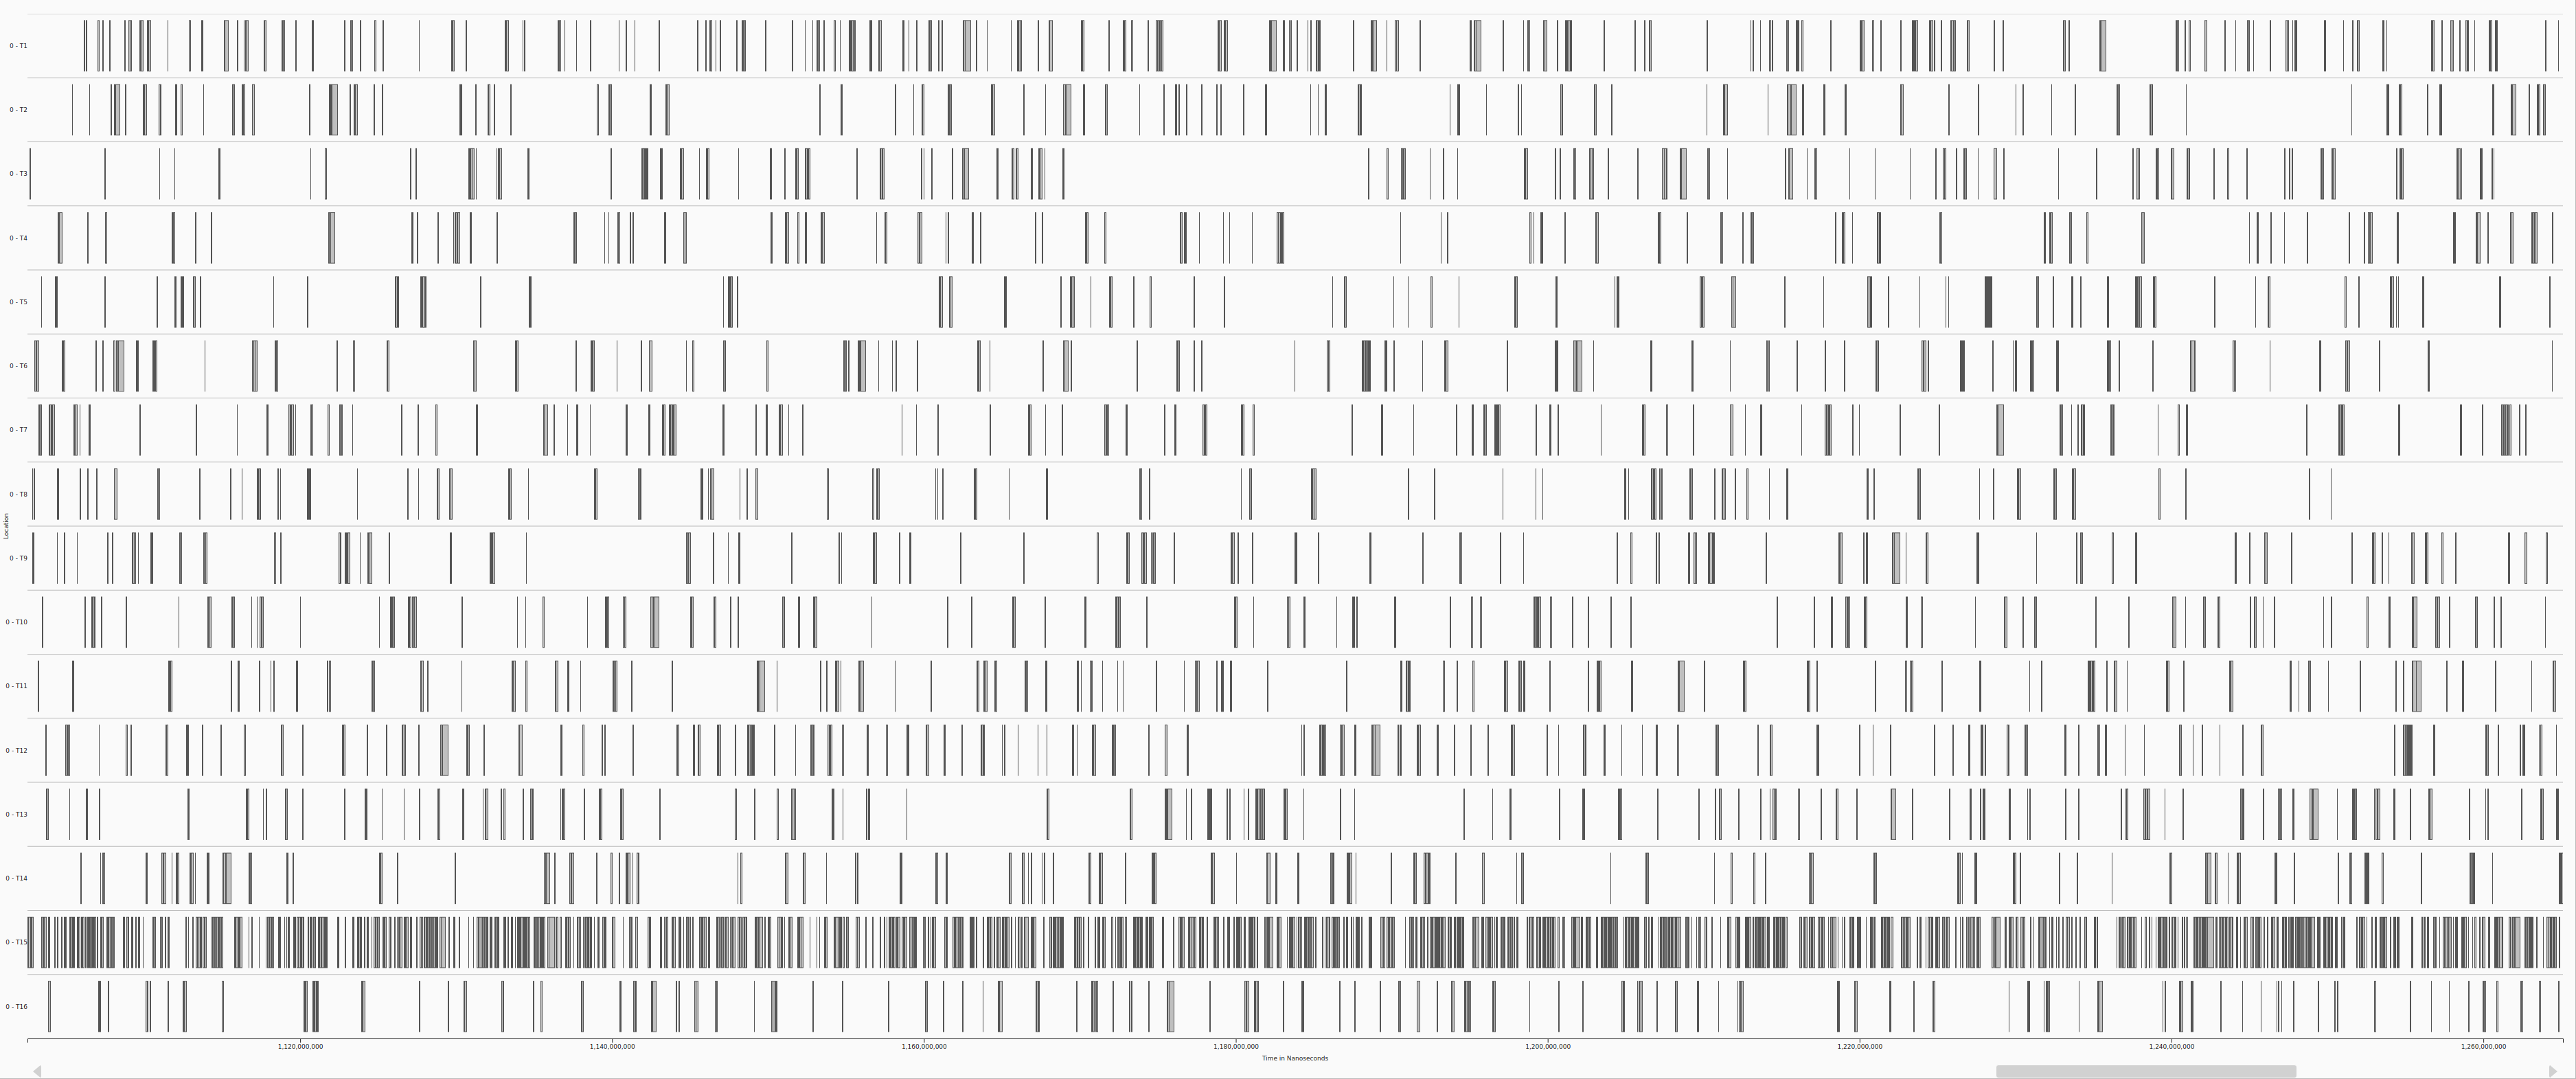 0 - T1
0 - T2
0 - T3
0 - T4
0 - T5
0 - T6
0 - T7
0 - T8
Location
0 - T9
0 - T10
0 - T11
0 - T12
0 - T13
0 - T14
0 - T15
0 - T16
1,120,000,000 1,140,000,000 1,160,000,000 1,180,000,000 1,200,000,000 1,220,000,000 1,240,000,000 1,260,000,000
Time in Nanoseconds